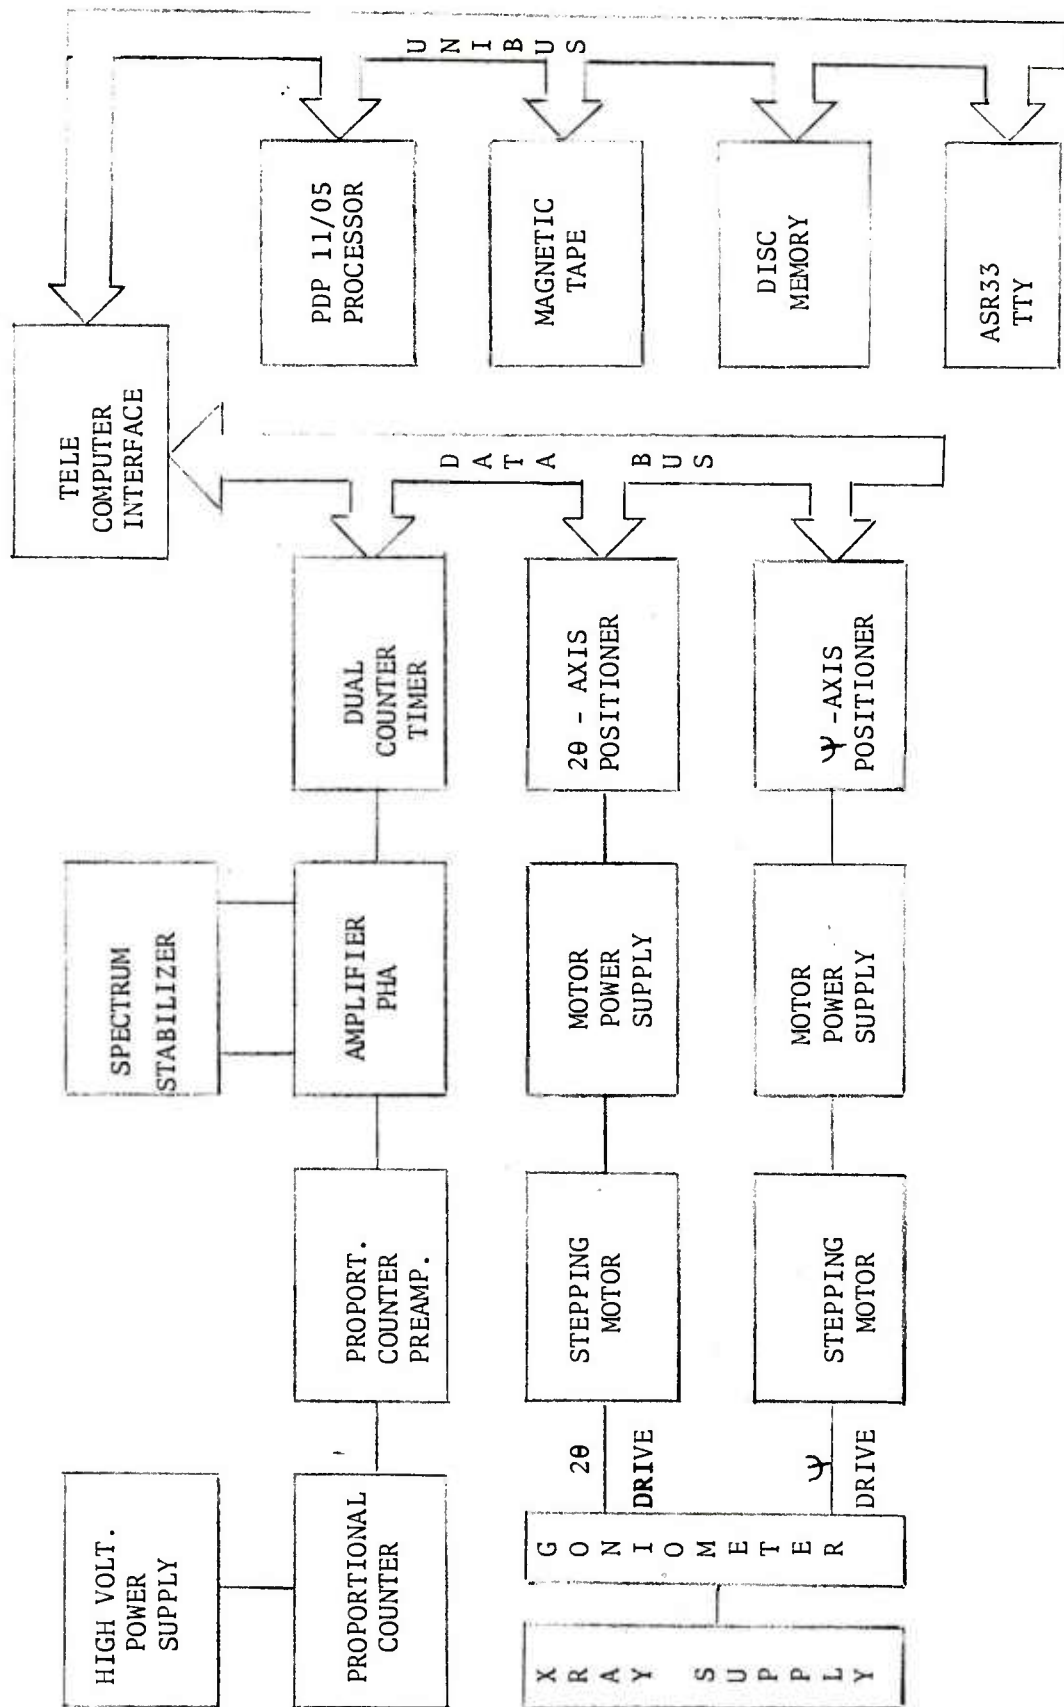 HIGH VOLT.
POWER
SUPPLY
SPECTRUM
STABILIZER
TELE
COMPUTER
INTERFACE
PROPORTIONAL
COUNTER
PROPORT.
COUNTER
PREAMP.
AMPLIFIER
PHA
DUAL
COUNTER
TIMER
DATA BUS
UNIBUS
PDP 11/05
PROCESSOR
XRAY SUPPLY
GONIOMETER
2θ
DRIVE
STEPPING
MOTOR
MOTOR
POWER
SUPPLY
2θ - AXIS
POSITIONER
MAGNETIC
TAPE
Ψ
DRIVE
STEPPING
MOTOR
MOTOR
POWER
SUPPLY
Ψ -AXIS
POSITIONER
DISC
MEMORY
ASR33
TTY